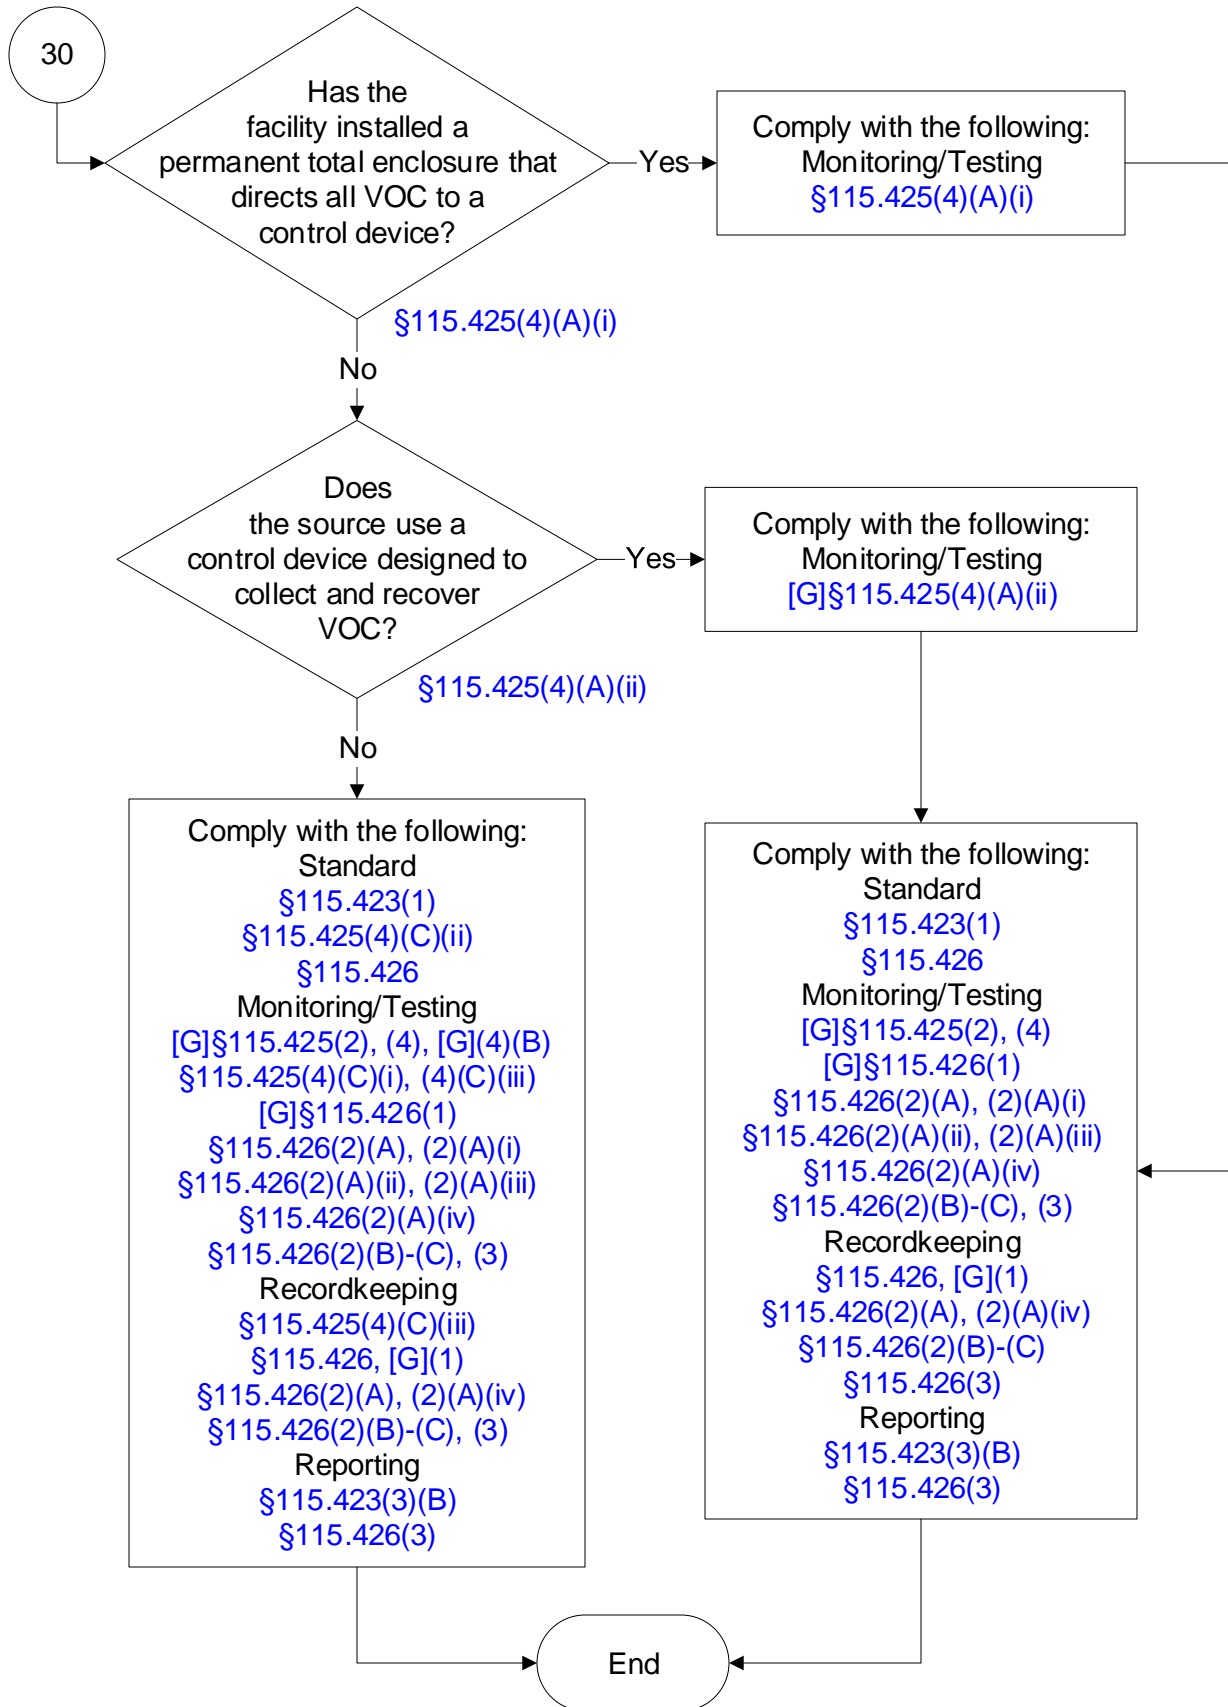 30
Has the
facility installed a
permanent total enclosure that
directs all VOC to a
control device?
Yes
Comply with the following:
Monitoring/Testing
§115.425(4)(A)(i)
§115.425(4)(A)(i)
No
Does
the source use a
control device designed to
collect and recover
VOC?
Yes
Comply with the following:
Monitoring/Testing
[G]§115.425(4)(A)(ii)
§115.425(4)(A)(ii)
No
Comply with the following:
Standard
§115.423(1)
§115.425(4)(C)(ii)
§115.426
Monitoring/Testing
[G]§115.425(2), (4), [G](4)(B)
§115.425(4)(C)(i), (4)(C)(iii)
[G]§115.426(1)
§115.426(2)(A), (2)(A)(i)
§115.426(2)(A)(ii), (2)(A)(iii)
§115.426(2)(A)(iv)
§115.426(2)(B)-(C), (3)
Recordkeeping
§115.425(4)(C)(iii)
§115.426, [G](1)
§115.426(2)(A), (2)(A)(iv)
§115.426(2)(B)-(C), (3)
Reporting
§115.423(3)(B)
§115.426(3)
Comply with the following:
Standard
§115.423(1)
§115.426
Monitoring/Testing
[G]§115.425(2), (4)
[G]§115.426(1)
§115.426(2)(A), (2)(A)(i)
§115.426(2)(A)(ii), (2)(A)(iii)
§115.426(2)(A)(iv)
§115.426(2)(B)-(C), (3)
Recordkeeping
§115.426, [G](1)
§115.426(2)(A), (2)(A)(iv)
§115.426(2)(B)-(C)
§115.426(3)
Reporting
§115.423(3)(B)
§115.426(3)
End